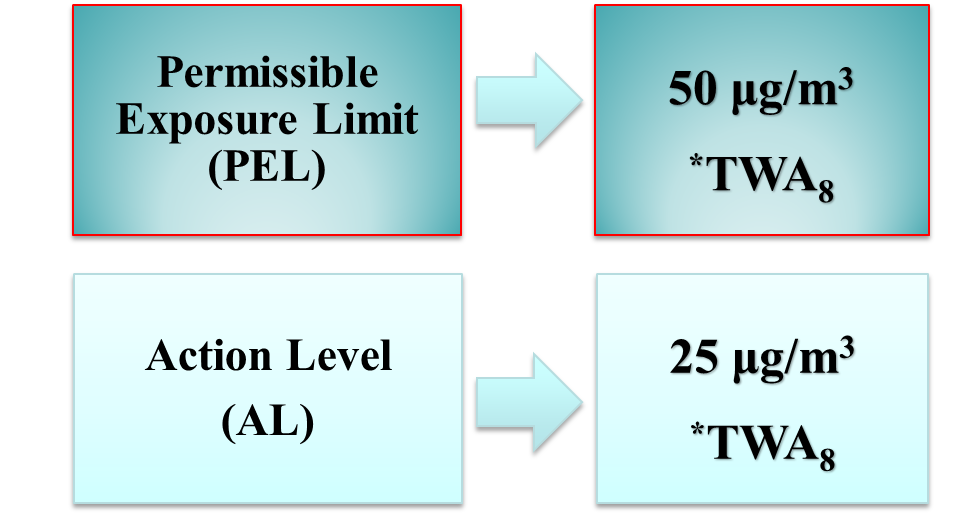 Permissible
Exposure Limit
(PEL)
50 µg/m³
*TWA₈
Action Level
(AL)
25 µg/m³
*TWA₈